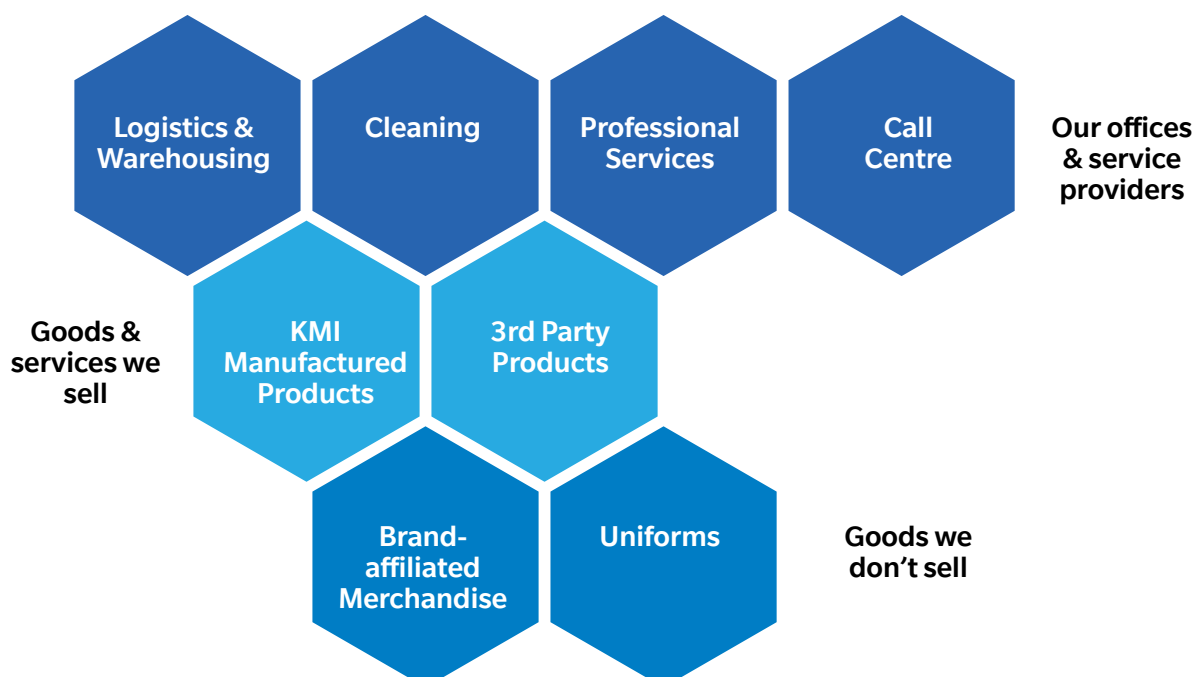 Logistics &
Warehousing
Cleaning
Professional
Services
Call
Centre
Our offices
& service
providers
Goods &
services we
sell
KMI
Manufactured
Products
3rd Party
Products
Brand-
affiliated
Merchandise
Uniforms
Goods we
don’t sell